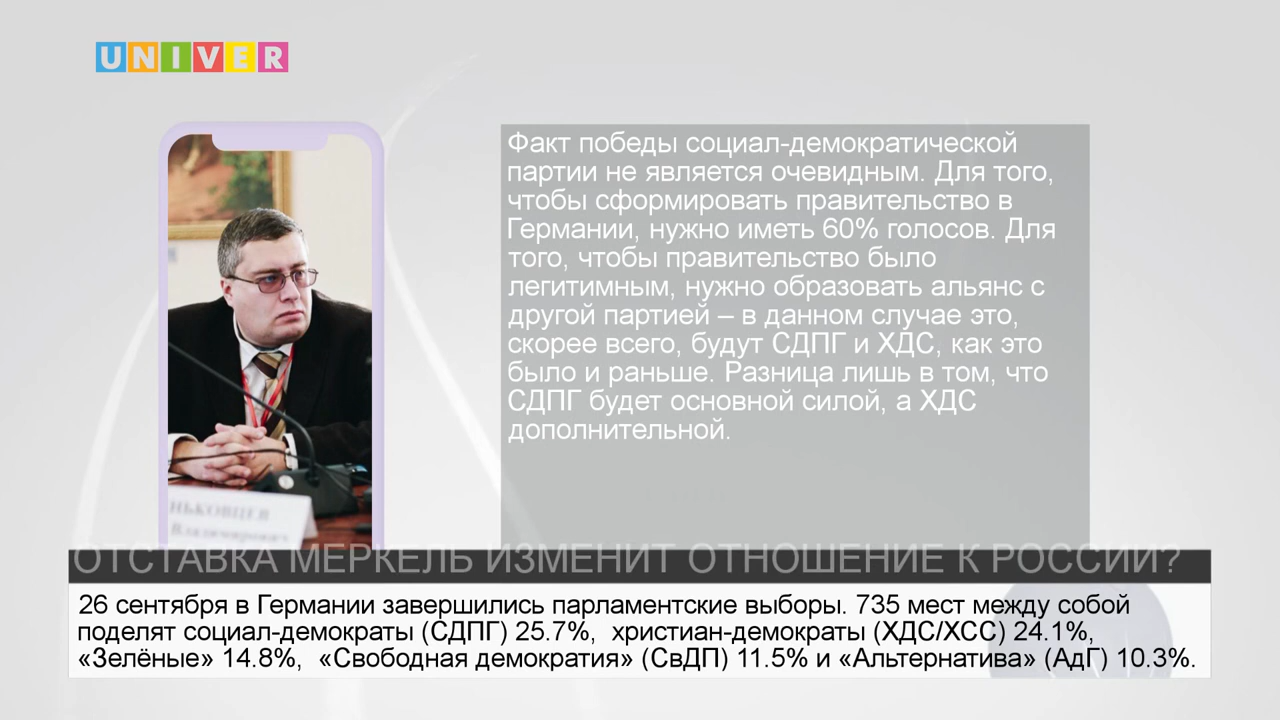 UNIVER
Факт победы социал-демократической
партии не является очевидным. Для того,
чтобы сформировать правительство в
Германии, нужно иметь 60% голосов. Для
того, чтобы правительство было
легитимным, нужно образовать альянс с
другой партией – в данном случае это,
скорее всего, будут СДПГ и ХДС, как это
было и раньше. Разница лишь в том, что
СДПГ будет основной силой, а ХДС
дополнительной.
НЬКОВЦЕВ
Владимирович
ОТСТАВКА МЕРКЕЛЬ ИЗМЕНИТ ОТНОШЕНИЕ К РОССИИ?
26 сентября в Германии завершились парламентские выборы. 735 мест между собой
поделят социал-демократы (СДПГ) 25.7%, христиан-демократы (ХДС/ХСС) 24.1%,
«Зелёные» 14.8%, «Свободная демократия» (СвДП) 11.5% и «Альтернатива» (АдГ) 10.3%.